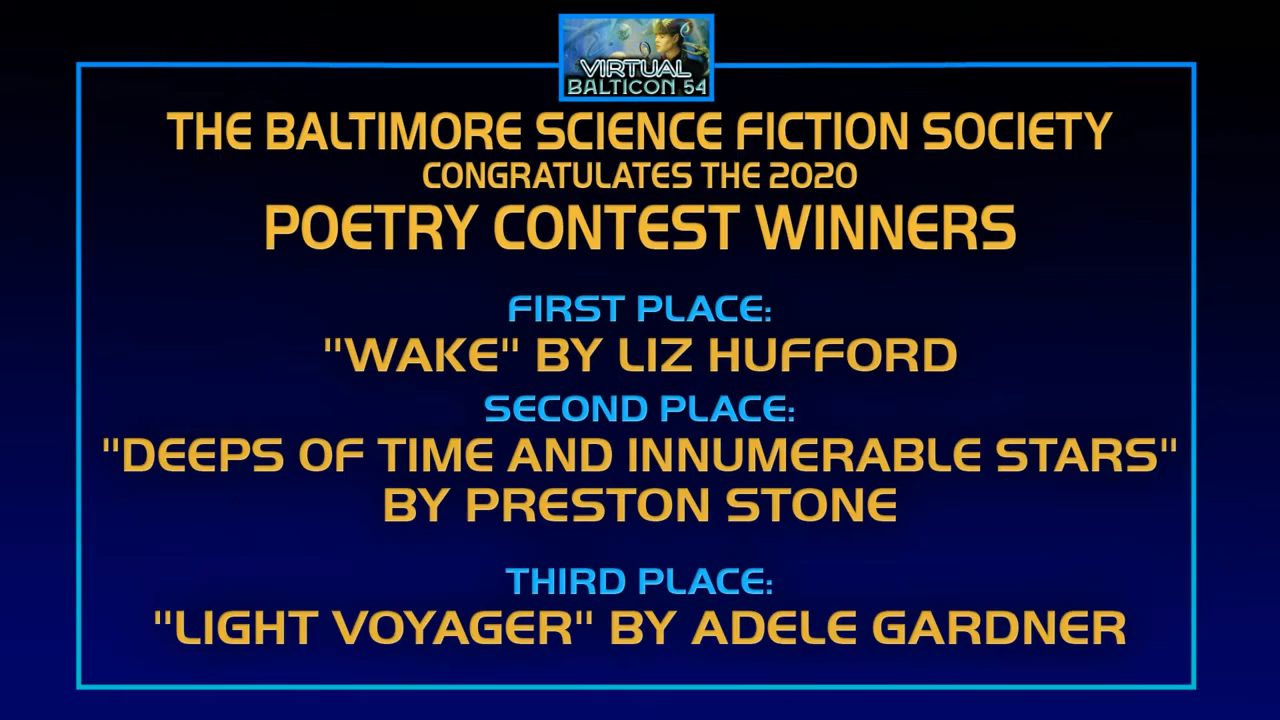 VIRTUAL
BALTICON 54
THE BALTIMORE SCIENCE FICTION SOCIETY
CONGRATULATES THE 2020
POETRY CONTEST WINNERS
FIRST PLACE:
"WAKE" BY LIZ HUFFORD
SECOND PLACE:
"DEEPS OF TIME AND INNUMERABLE STARS"
BY PRESTON STONE
THIRD PLACE:
"LIGHT VOYAGER" BY ADELE GARDNER